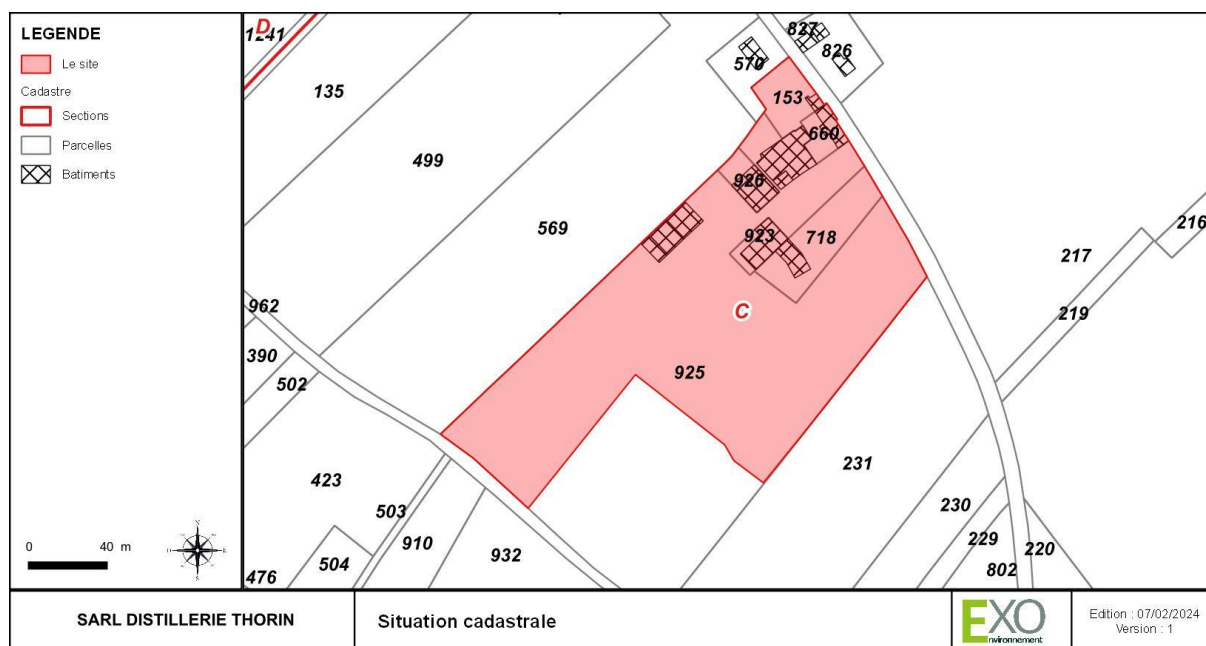 LEGENDE
Le site
Cadastre
Sections
Parcelles
Batiments
0 40 m
D
1241
135
499
569
570
827
826
153
660
926
923
718
C
925
217
216
219
962
390
502
423
503
504
476
910
932
231
230
229
220
802
SARL DISTILLERIE THORIN
Situation cadastrale
EXO
nvironnement
Edition : 07/02/2024
Version : 1